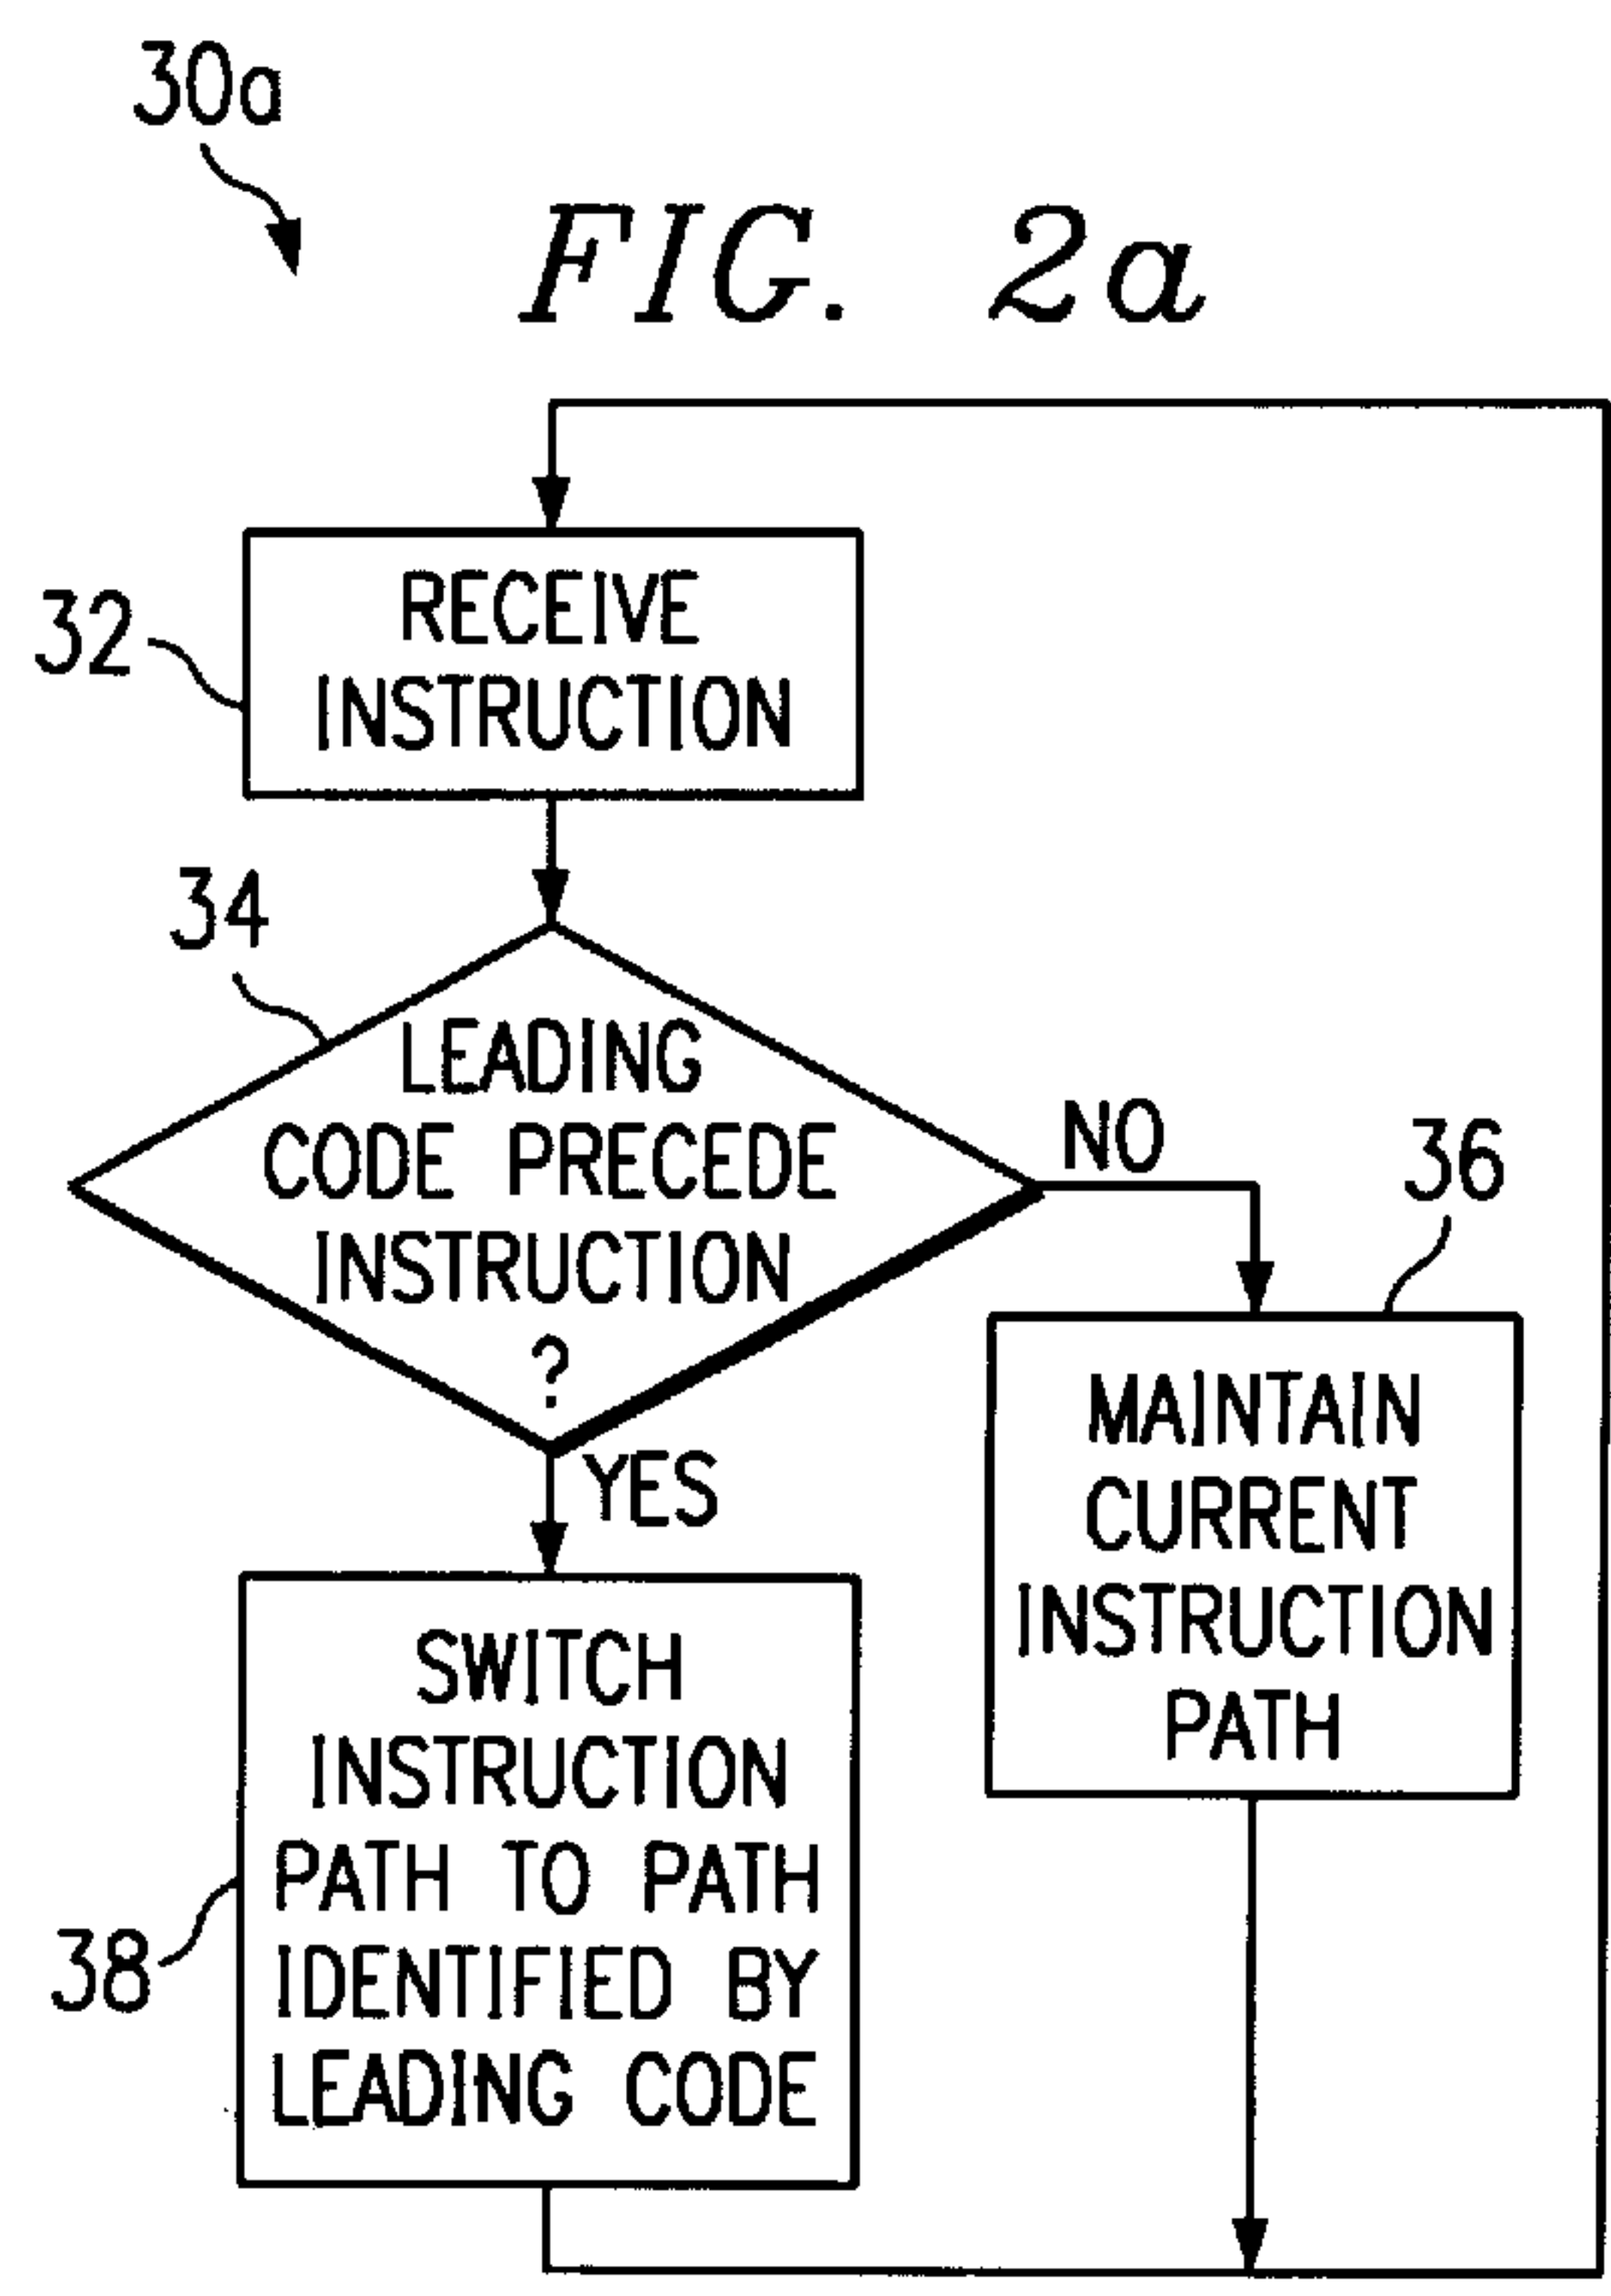 30a
FIG. 2a
32
RECEIVE
INSTRUCTION
34
LEADING
CODE PRECEDE
INSTRUCTION
?
NO
36
YES
MAINTAIN
CURRENT
INSTRUCTION
PATH
38
SWITCH
INSTRUCTION
PATH TO PATH
IDENTIFIED BY
LEADING CODE